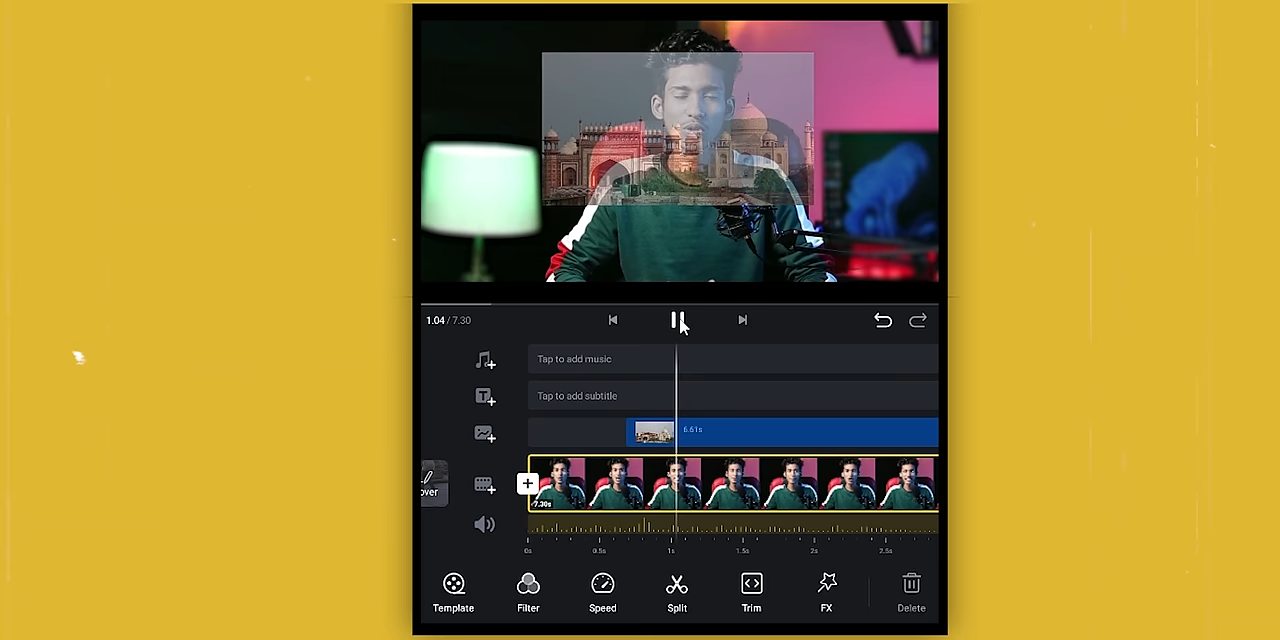 1.04 / 7.30
Tap to add music
Tap to add subtitle
6.61s
over
7.30s
0s 0.5s 1s 1.5s 2s 2.5s
Template Filter Speed Split Trim FX Delete